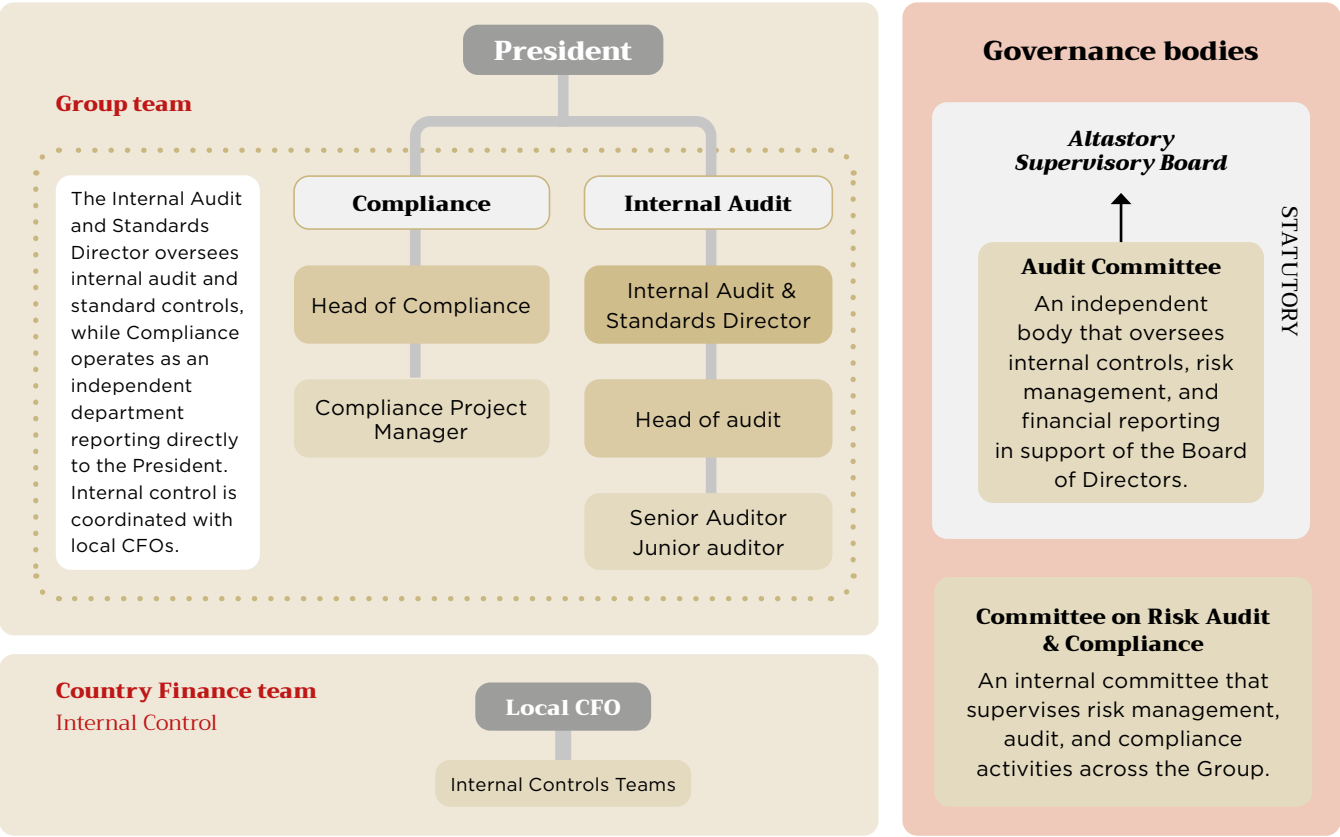 President
Group team
The Internal Audit
and Standards
Director oversees
internal audit and
standard controls,
while Compliance
operates as an
independent
department
reporting directly
to the President.
Internal control is
coordinated with
local CFOs.
Compliance
Head of Compliance
Compliance Project
Manager
Internal Audit
Internal Audit &
Standards Director
Head of audit
Senior Auditor
Junior auditor
Country Finance team
Internal Control
Local CFO
Internal Controls Teams
Governance bodies
Altastory
Supervisory Board
STATUTORY
Audit Committee
An independent
body that oversees
internal controls, risk
management, and
financial reporting
in support of the Board
of Directors.
Committee on Risk Audit
& Compliance
An internal committee that
supervises risk management,
audit, and compliance
activities across the Group.